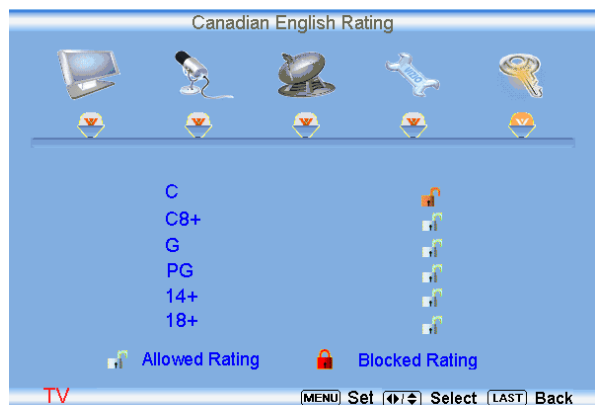 Canadian English Rating
C
C8+
G
PG
14+
18+
Allowed Rating Blocked Rating
TV MENU Set / Select LAST Back